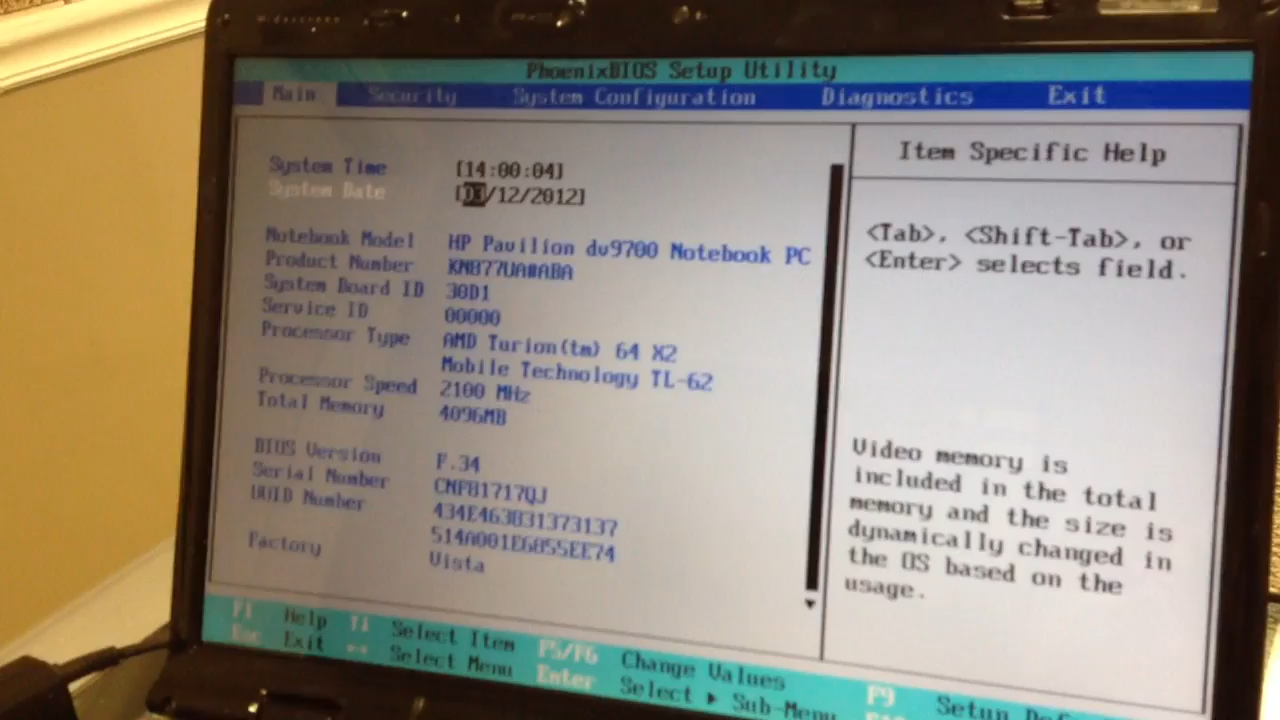 Widescreen
PhoenixBIOS Setup Utility
Main Security System Configuration Diagnostics Exit
System Time [14:00:04]
System Date [03/12/2012]
Notebook Model HP Pavilion dv9700 Notebook PC
Product Number KN877UA#ABA
System Board ID 30D1
Service ID 00000
Processor Type AMD Turion(tm) 64 X2
Mobile Technology TL-62
Processor Speed 2100 MHz
Total Memory 4096MB
BIOS Version F.34
Serial Number CNF81717QJ
UUID Number 434E463831373137
514A001E6855EE74
Factory Vista
Item Specific Help
<Tab>, <Shift-Tab>, or
<Enter> selects field.
Video memory is
included in the total
memory and the size is
dynamically changed in
the OS based on the
usage.
F1 Help ↑↓ Select Item F5/F6 Change Values F9 Setup
Esc Exit ←→ Select Menu Enter Select ▶ Sub-Menu